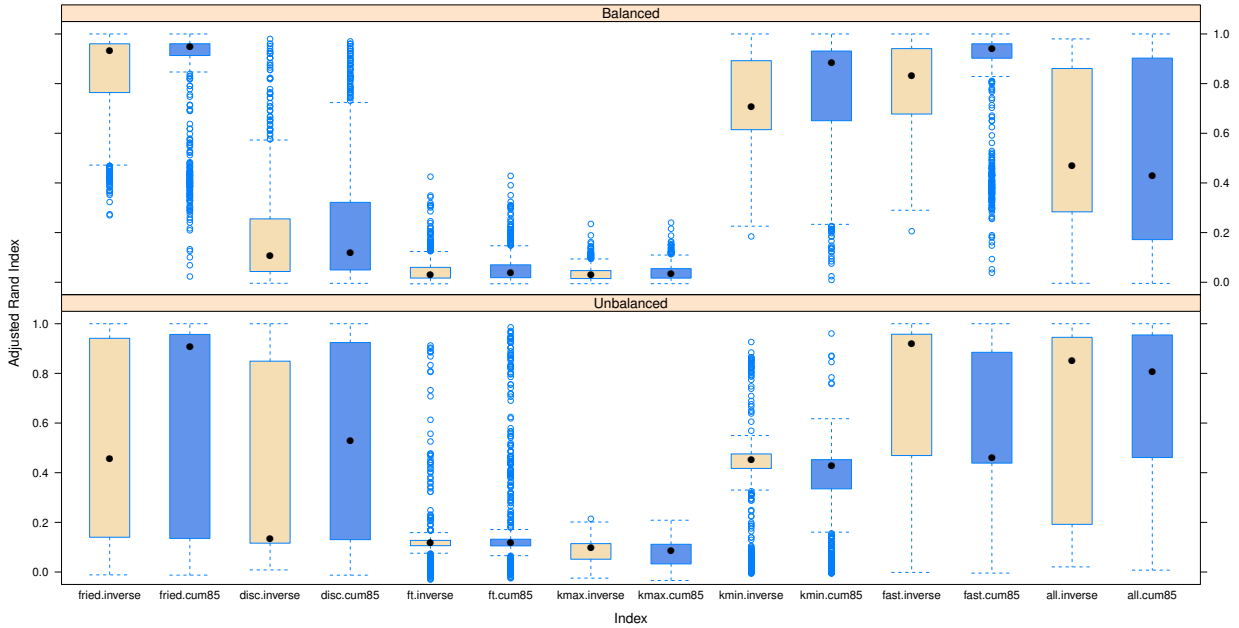 Balanced
1.0
0.8
0.6
0.4
0.2
0.0
Unbalanced
1.0
0.8
0.6
0.4
0.2
0.0
Adjusted Rand Index
fried.inverse fried.cum85 disc.inverse disc.cum85 ft.inverse ft.cum85 kmax.inverse kmax.cum85 kmin.inverse kmin.cum85 fast.inverse fast.cum85 all.inverse all.cum85
Index